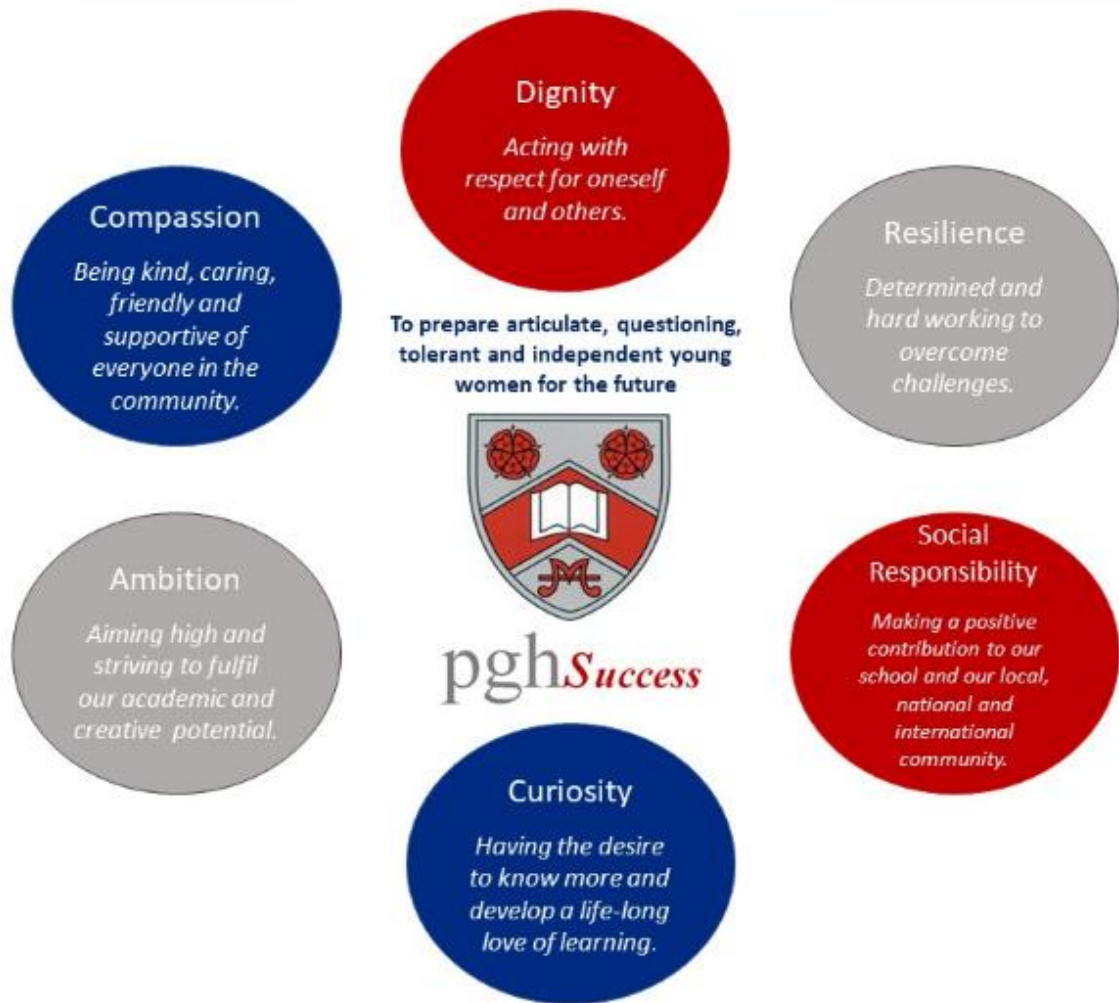 Dignity
Acting with
respect for oneself
and others.
Compassion
Being kind, caring,
friendly and
supportive of
everyone in the
community.
Resilience
Determined and
hard working to
overcome
challenges.
To prepare articulate, questioning,
tolerant and independent young
women for the future
M
pghSuccess
Ambition
Aiming high and
striving to fulfil
our academic and
creative potential.
Social
Responsibility
Making a positive
contribution to our
school and our local,
national and
international
community.
Curiosity
Having the desire
to know more and
develop a life-long
love of learning.